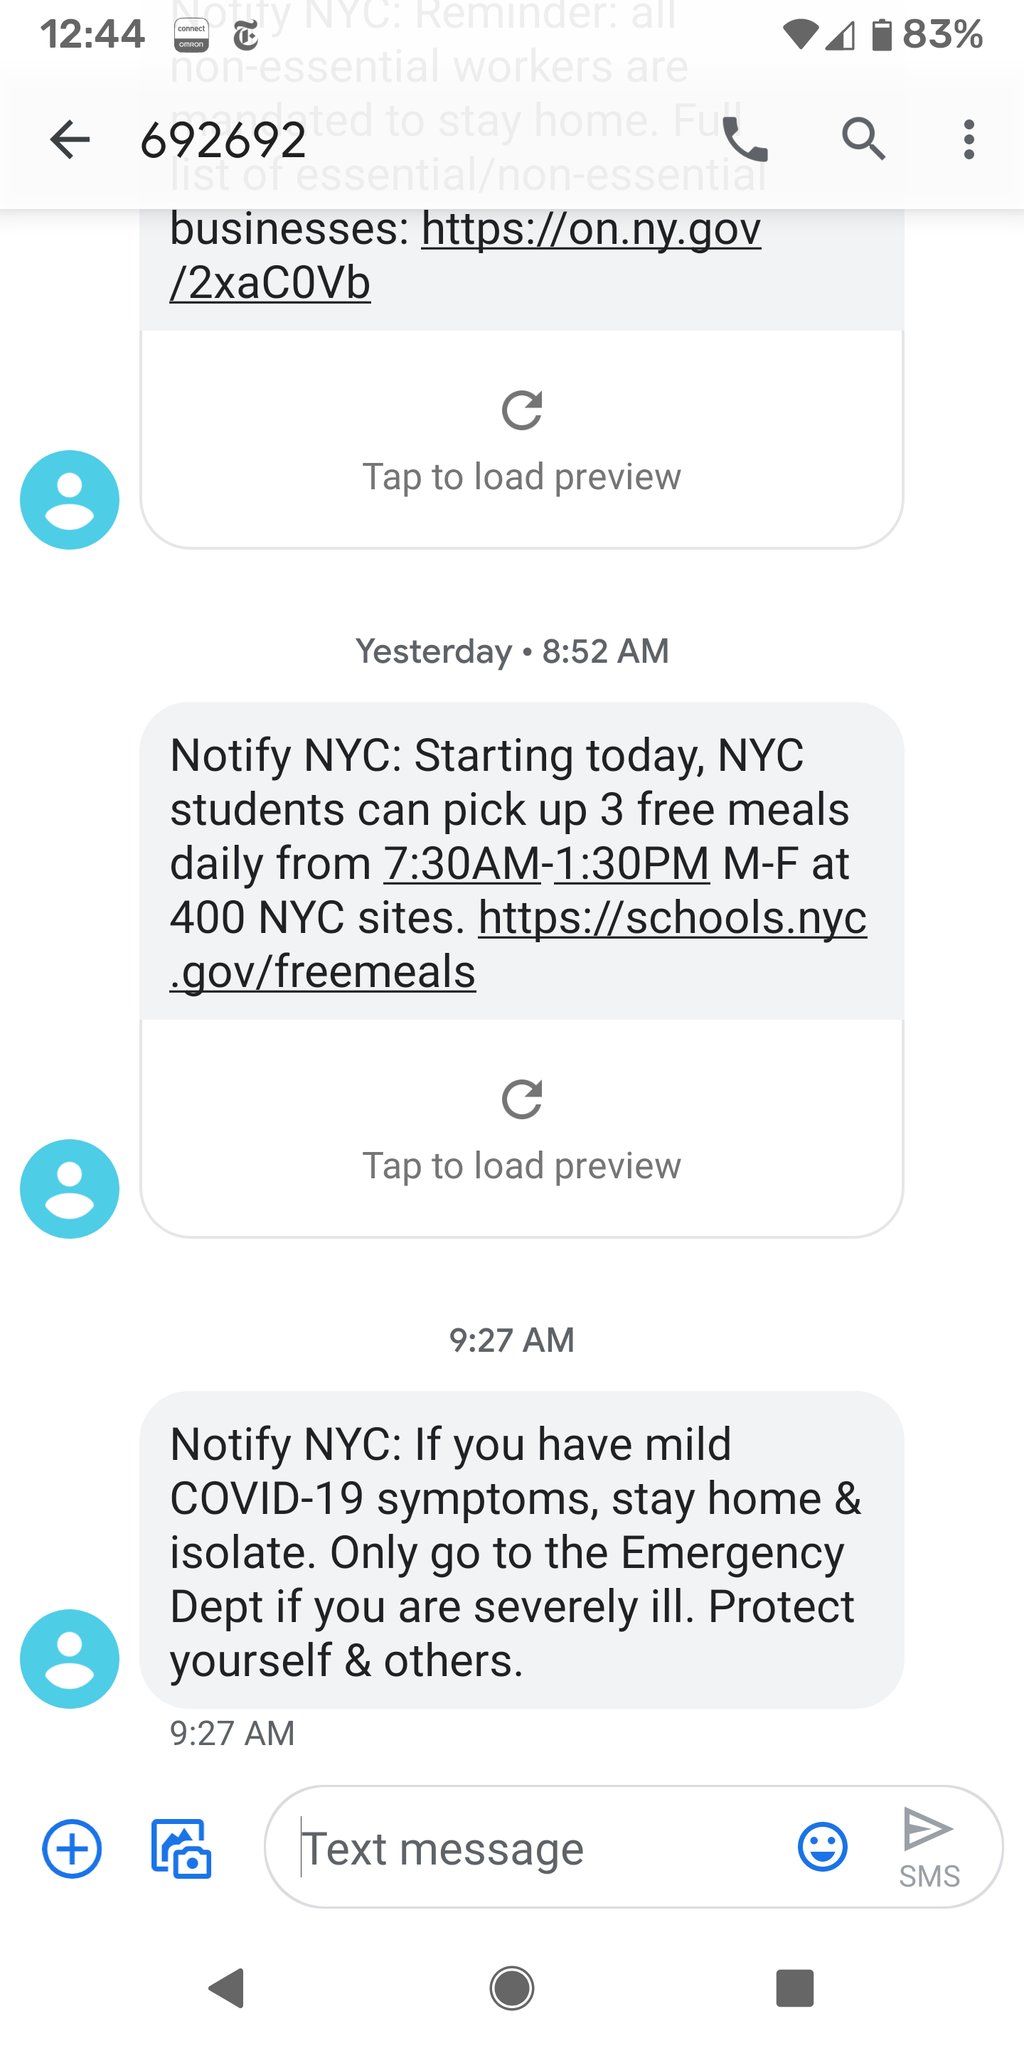 12:44
connect
OMRON
83%
Notify NYC: Reminder: all
non-essential workers are
mandated to stay home. Full
692692
list of essential/non-essential
businesses: https://on.ny.gov
/2xaC0Vb
Tap to load preview
Yesterday • 8:52 AM
Notify NYC: Starting today, NYC
students can pick up 3 free meals
daily from 7:30AM-1:30PM M-F at
400 NYC sites. https://schools.nyc
.gov/freemeals
Tap to load preview
9:27 AM
Notify NYC: If you have mild
COVID-19 symptoms, stay home &
isolate. Only go to the Emergency
Dept if you are severely ill. Protect
yourself & others.
9:27 AM
Text message
SMS